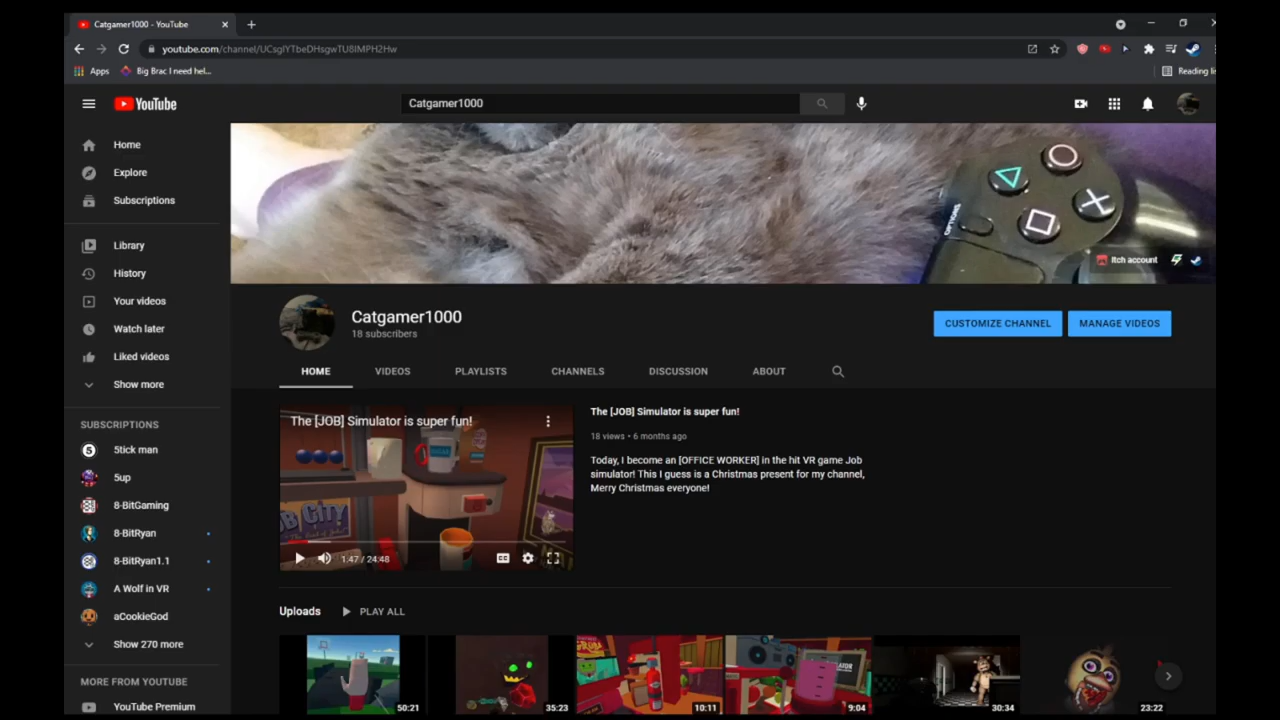 Catgamer1000 - YouTube
youtube.com/channel/UCsglYTbeDHsgwTU8IMPH2Hw
Apps
Big Brac I need hel...
Reading lis
YouTube
Catgamer1000
Home
Explore
Subscriptions
Library
History
Your videos
Watch later
Liked videos
Show more
SUBSCRIPTIONS
5tick man
5up
8-BitGaming
8-BitRyan
8-BitRyan1.1
A Wolf in VR
aCookieGod
Show 270 more
MORE FROM YOUTUBE
YouTube Premium
OPTIONS
Itch account
Catgamer1000
18 subscribers
CUSTOMIZE CHANNEL
MANAGE VIDEOS
HOME
VIDEOS
PLAYLISTS
CHANNELS
DISCUSSION
ABOUT
The [JOB] Simulator is super fun!
1:47 / 24:48
The [JOB] Simulator is super fun!
18 views • 6 months ago
Today, I become an [OFFICE WORKER] in the hit VR game Job
simulator! This I guess is a Christmas present for my channel,
Merry Christmas everyone!
Uploads
PLAY ALL
50:21
35:23
10:11
9:04
30:34
23:22